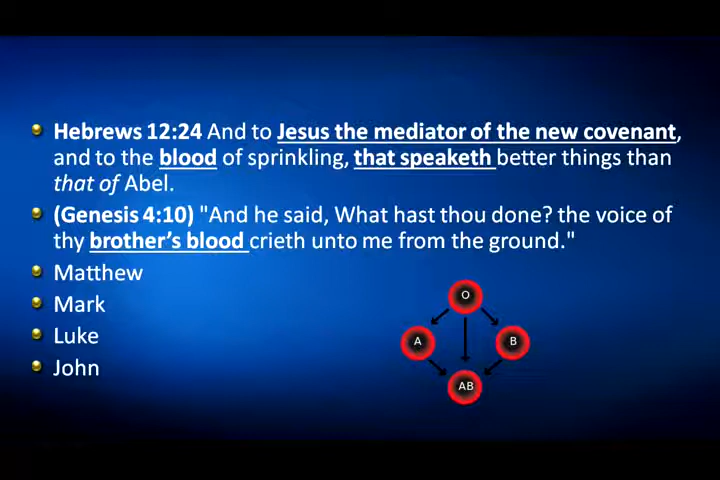 Hebrews 12:24 And to Jesus the mediator of the new covenant,
and to the blood of sprinkling, that speaketh better things than
that of Abel.
(Genesis 4:10) "And he said, What hast thou done? the voice of
thy brother's blood crieth unto me from the ground."
Matthew
Mark
Luke
John
O
A
B
AB